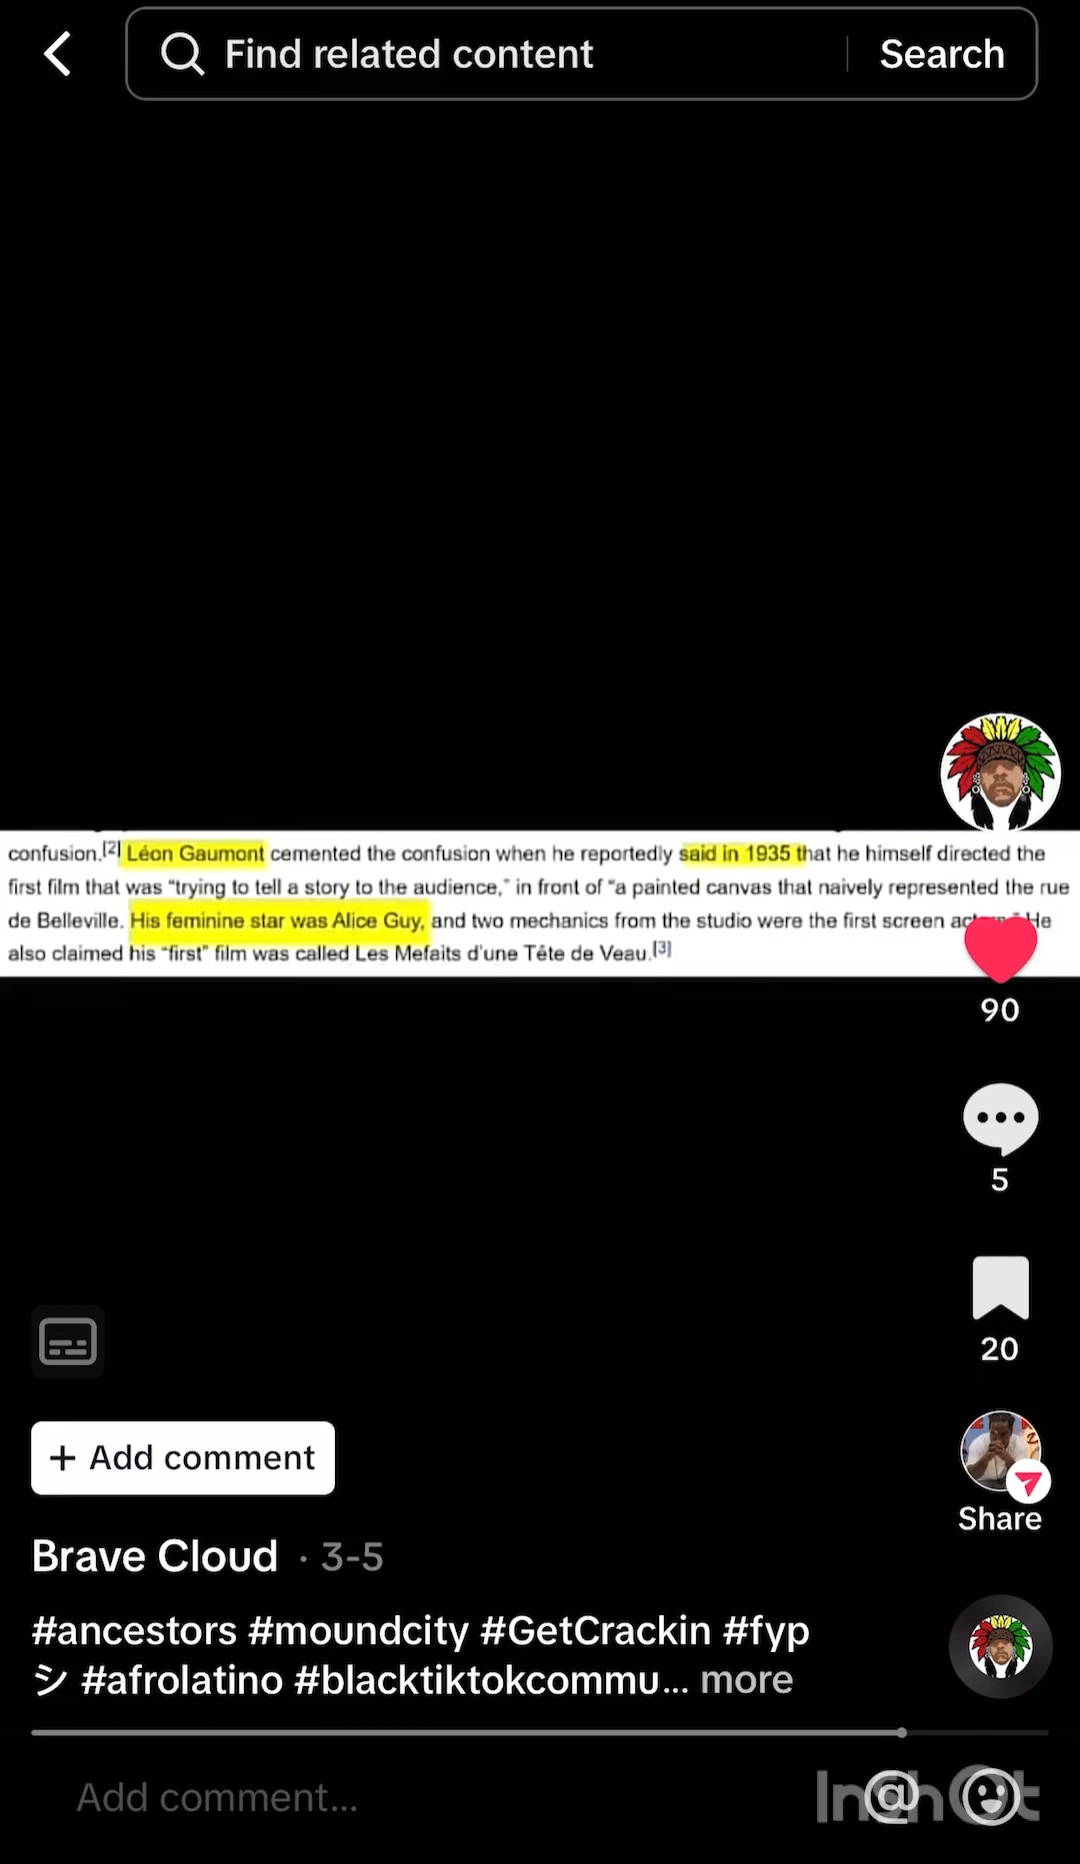 Find related content
Search
confusion.[2] Léon Gaumont cemented the confusion when he reportedly said in 1935 that he himself directed the
first film that was “trying to tell a story to the audience,” in front of “a painted canvas that naively represented the rue
de Belleville. His feminine star was Alice Guy, and two mechanics from the studio were the first screen He
also claimed his “first” film was called Les Mefaits d'une Tête de Veau.[3]
90
5
20
+ Add comment
Share
Brave Cloud · 3-5
#ancestors #moundcity #GetCrackin #fyp
シ #afrolatino #blacktiktokcommu... more
Add comment...
@